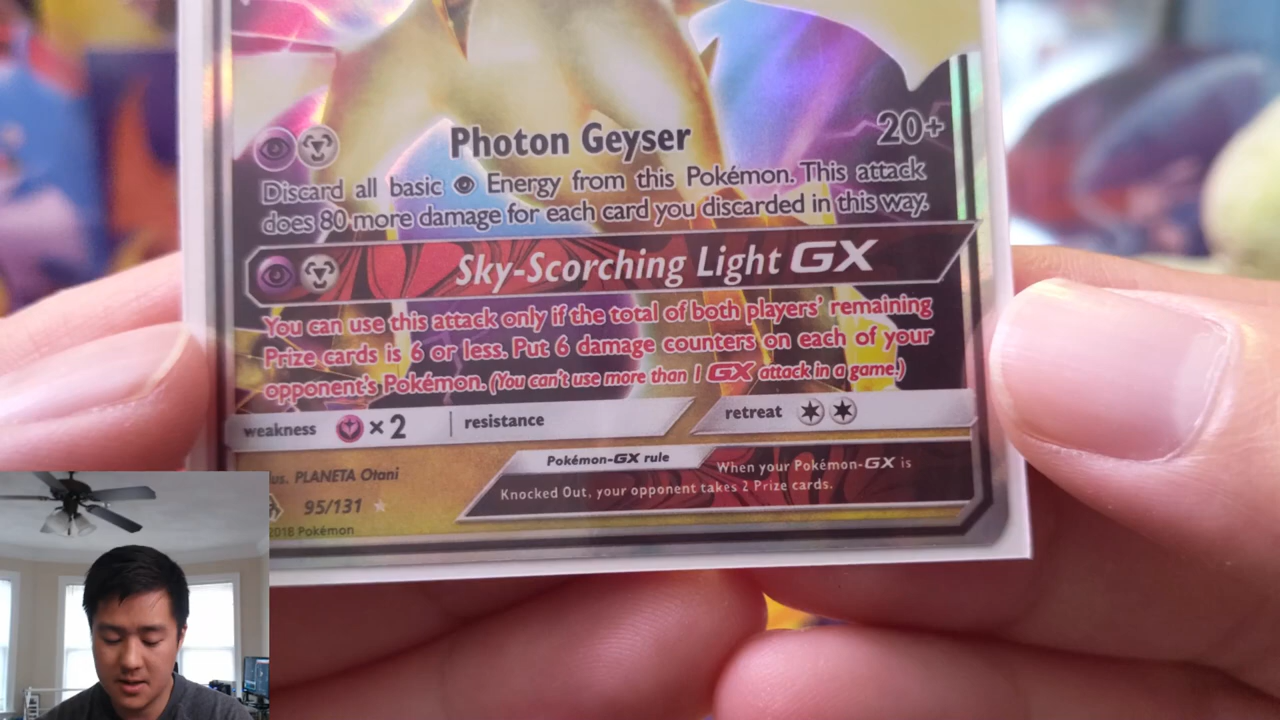 Photon Geyser 20+
Discard all basic Energy from this Pokémon. This attack
does 80 more damage for each card you discarded in this way.
Sky-Scorching Light GX
You can use this attack only if the total of both players' remaining
Prize cards is 6 or less. Put 6 damage counters on each of your
opponent's Pokémon. (You can't use more than 1 GX attack in a game.)
weakness ×2 resistance retreat
Pokémon-GX rule When your Pokémon-GX is
Knocked Out, your opponent takes 2 Prize cards.
us. PLANETA Otani
95/131
2018 Pokémon